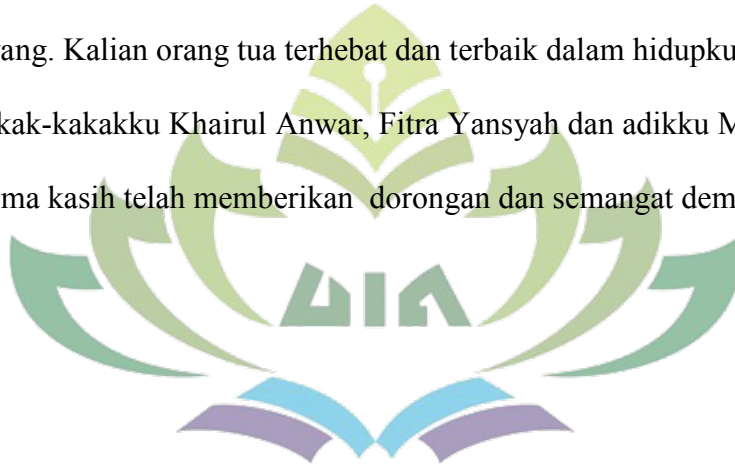 ang. Kalian orang tua terhebat dan terbaik dalam hidupku
kak-kakakku Khairul Anwar, Fitra Yansyah dan adikku M
ma kasih telah memberikan dorongan dan semangat dem
UIN